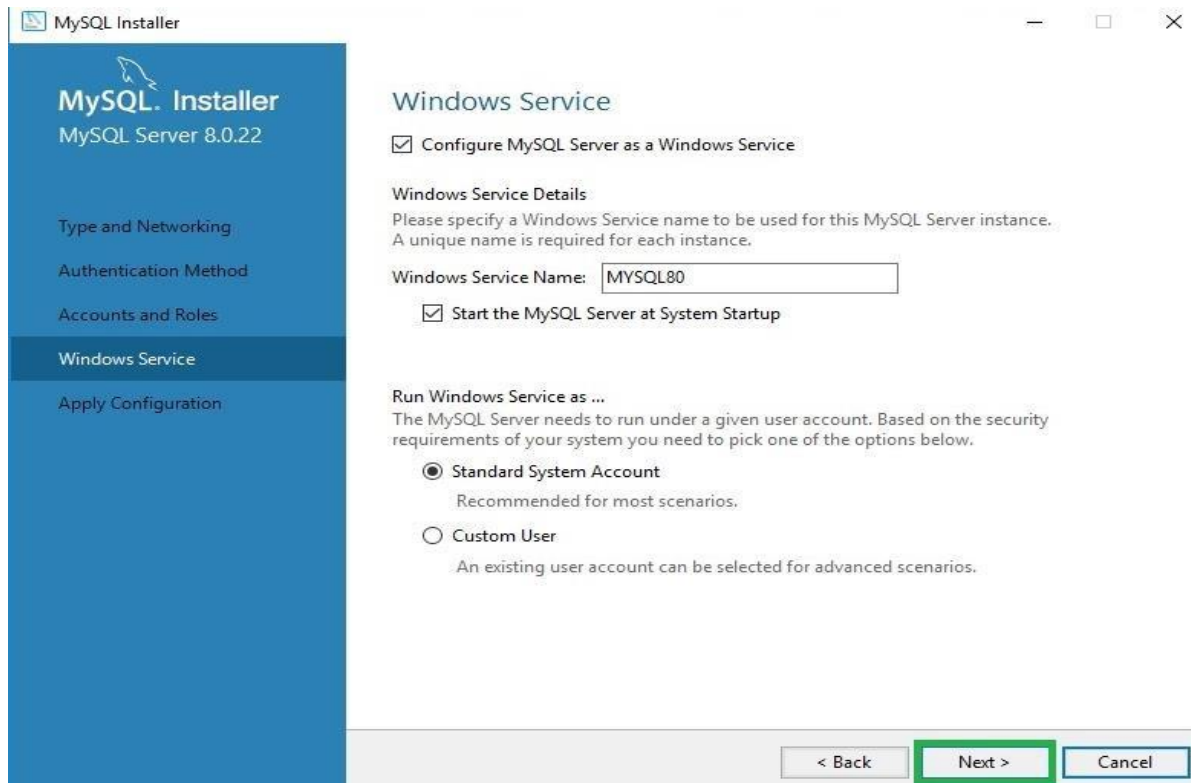 MySQL Installer
MySQL. Installer
MySQL Server 8.0.22
Type and Networking
Authentication Method
Accounts and Roles
Windows Service
Apply Configuration
Windows Service
Configure MySQL Server as a Windows Service
Windows Service Details
Please specify a Windows Service name to be used for this MySQL Server instance.
A unique name is required for each instance.
Windows Service Name: MYSQL80
Start the MySQL Server at System Startup
Run Windows Service as ...
The MySQL Server needs to run under a given user account. Based on the security
requirements of your system you need to pick one of the options below.
Standard System Account
Recommended for most scenarios.
Custom User
An existing user account can be selected for advanced scenarios.
< Back Next > Cancel